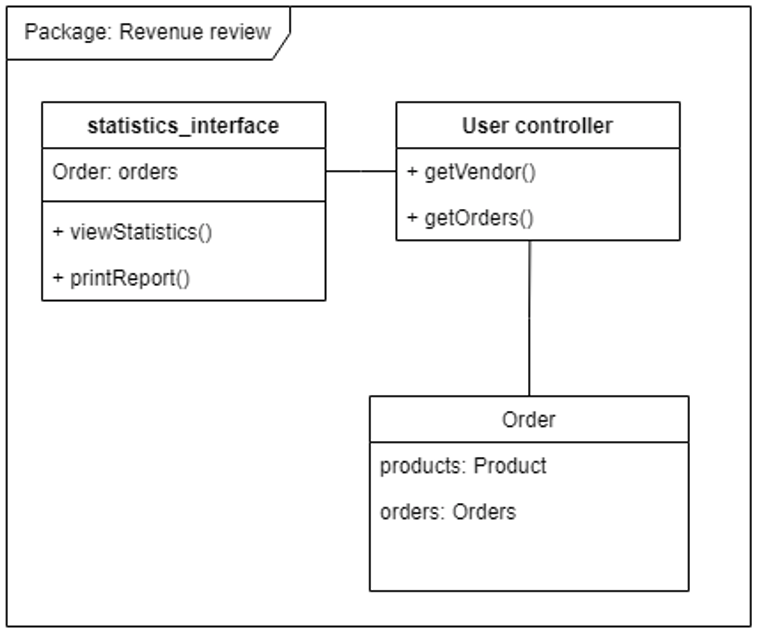 Package: Revenue review
statistics_interface
Order: orders
+ viewStatistics()
+ printReport()
User controller
+ getVendor()
+ getOrders()
Order
products: Product
orders: Orders